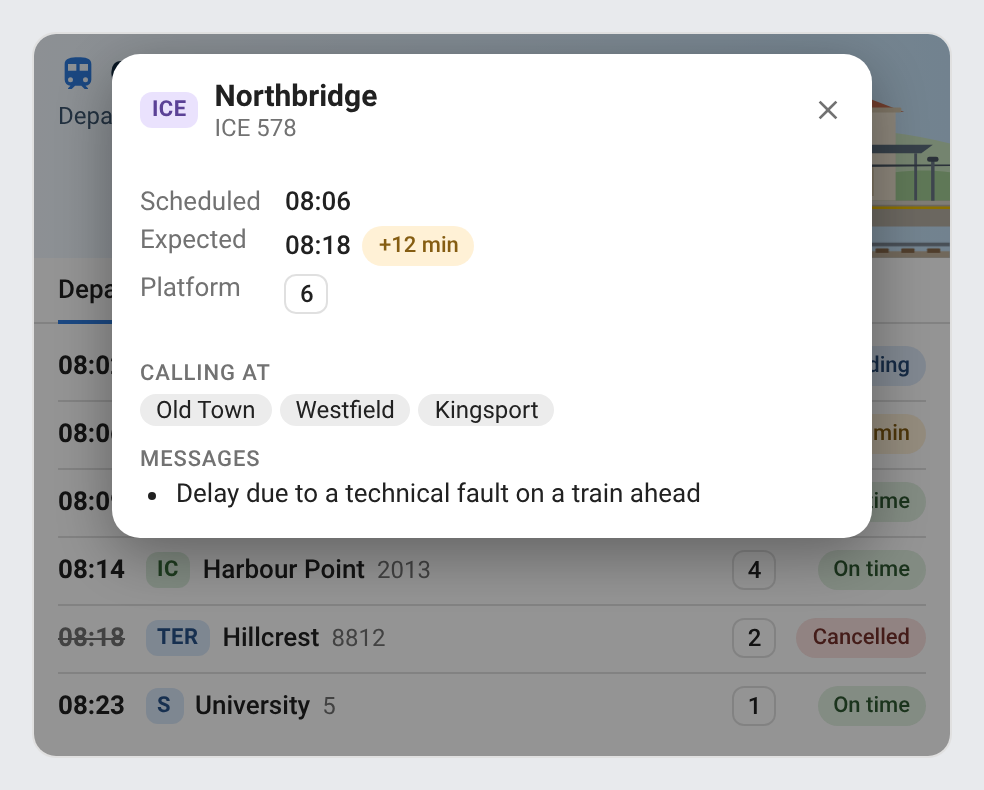 ICE Northbridge
ICE 578
Scheduled 08:06
Expected 08:18 +12 min
Platform 6
CALLING AT
Old Town Westfield Kingsport
MESSAGES
• Delay due to a technical fault on a train ahead
08:14 IC Harbour Point 2013 4 On time
08:18 TER Hillcrest 8812 2 Cancelled
08:23 S University 5 1 On time